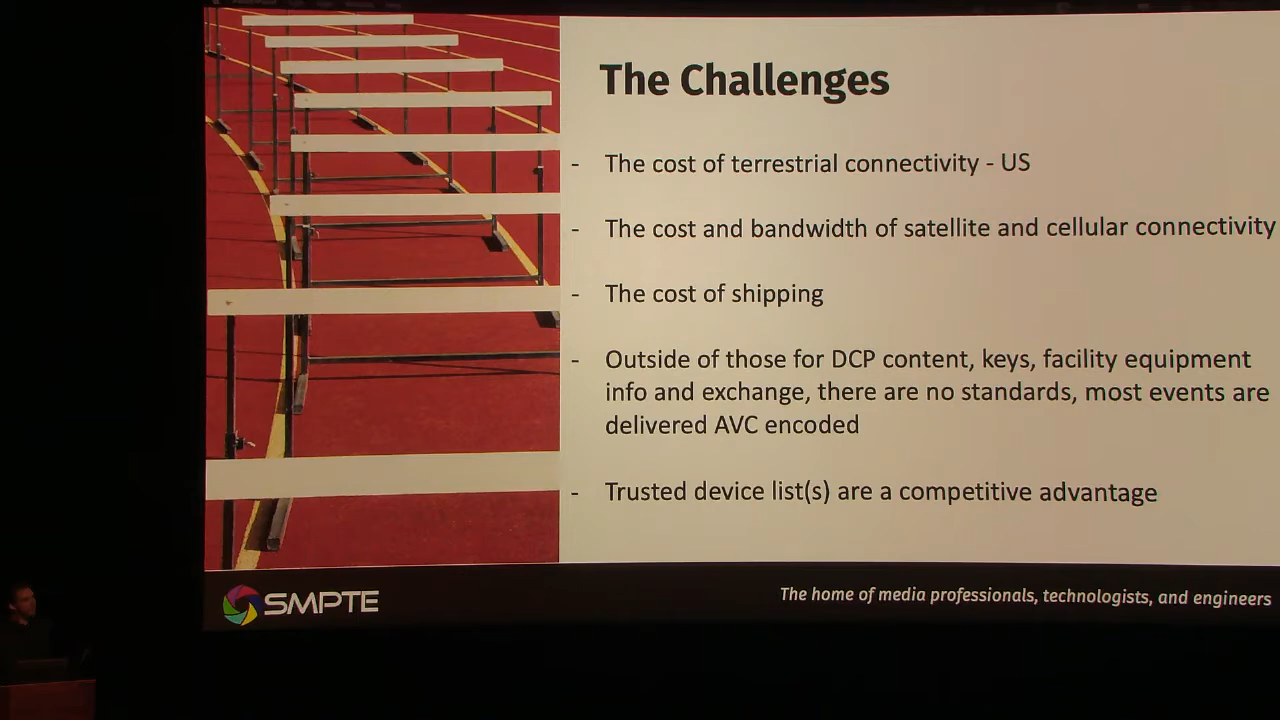 The Challenges
- The cost of terrestrial connectivity - US
- The cost and bandwidth of satellite and cellular connectivity
- The cost of shipping
- Outside of those for DCP content, keys, facility equipment
info and exchange, there are no standards, most events are
delivered AVC encoded
- Trusted device list(s) are a competitive advantage
SMPTE
The home of media professionals, technologists, and engineers